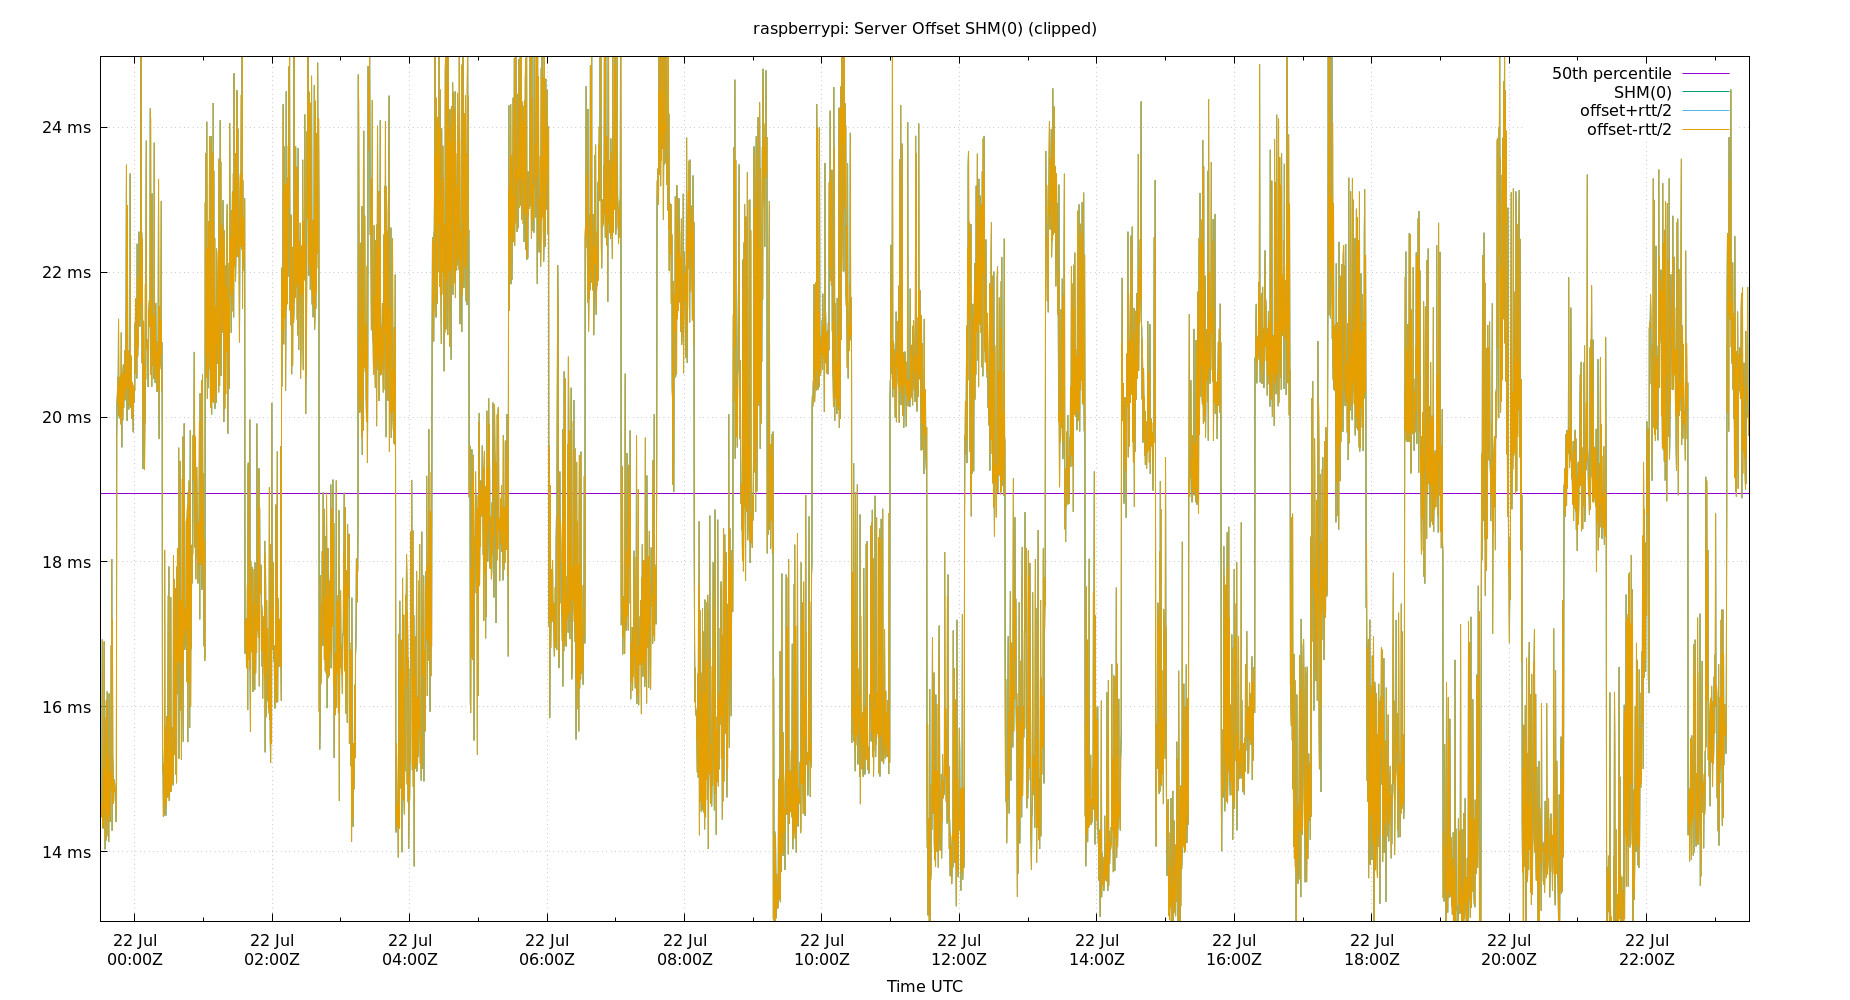 raspberrypi: Server Offset SHM(0) (clipped)
50th percentile
SHM(0)
offset+rtt/2
offset-rtt/2
24 ms
22 ms
20 ms
18 ms
16 ms
14 ms
22 Jul 22 Jul 22 Jul 22 Jul 22 Jul 22 Jul 22 Jul 22 Jul 22 Jul 22 Jul 22 Jul 22 Jul
00:00Z 02:00Z 04:00Z 06:00Z 08:00Z 10:00Z 12:00Z 14:00Z 16:00Z 18:00Z 20:00Z 22:00Z
Time UTC